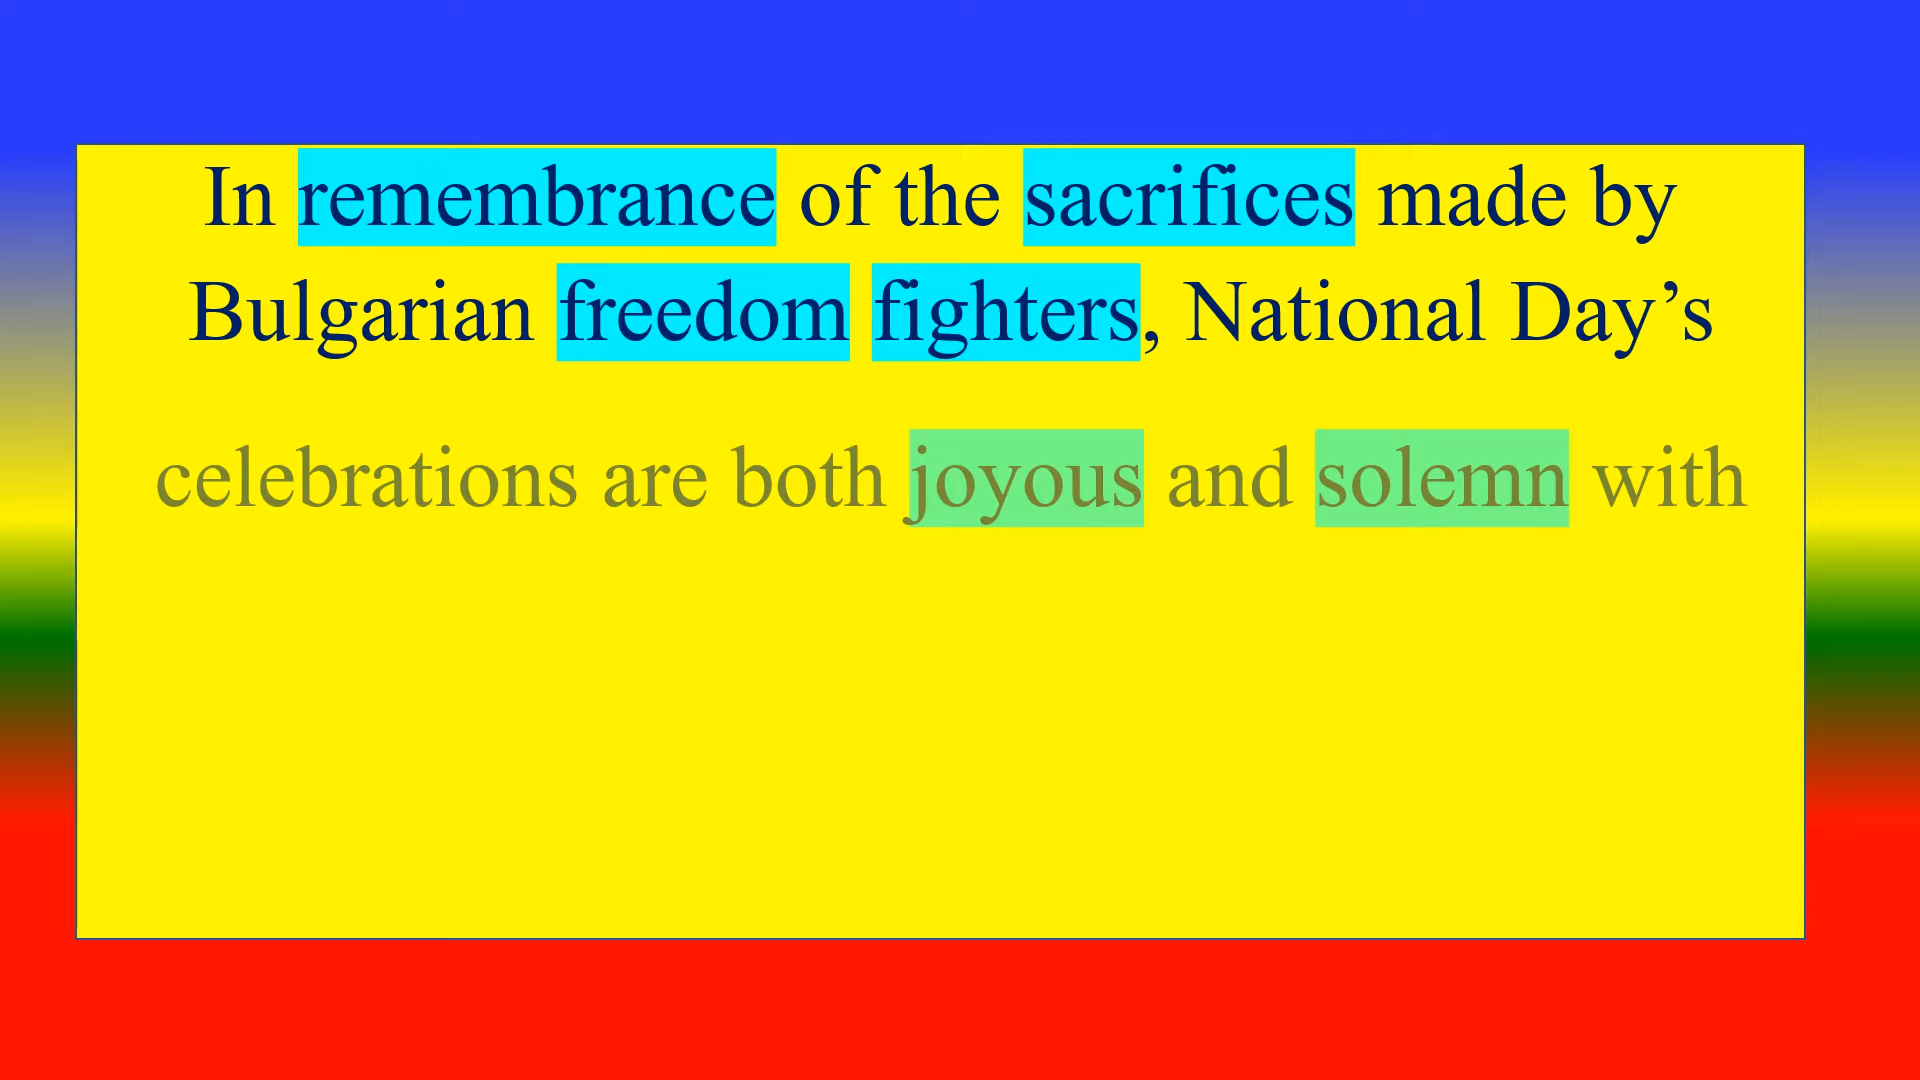 In remembrance of the sacrifices made by
Bulgarian freedom fighters, National Day’s
celebrations are both joyous and solemn with